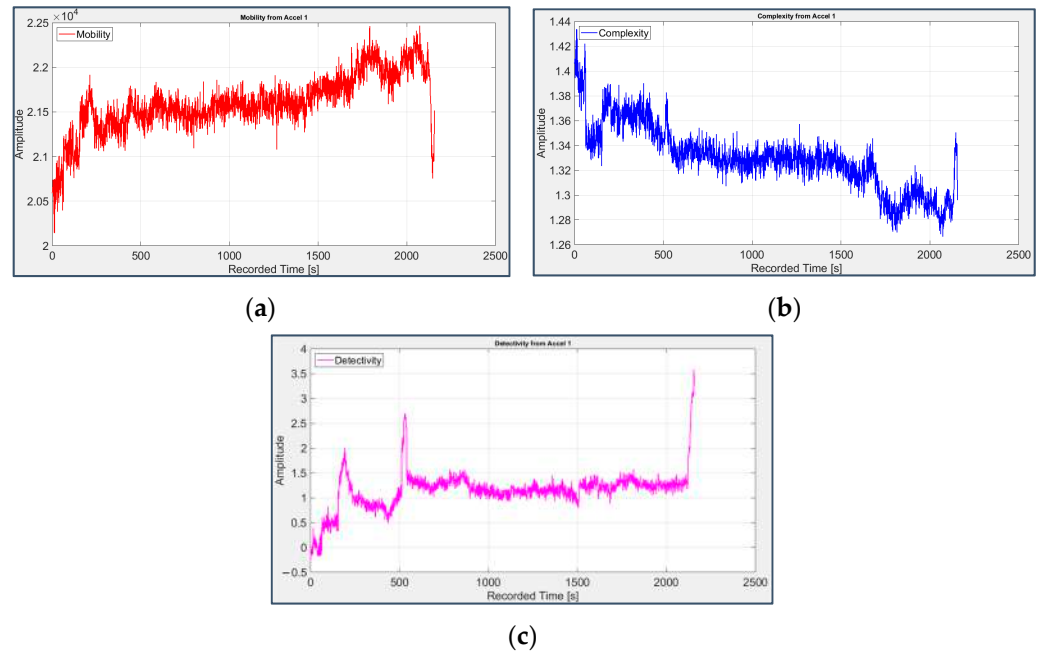 Mobility from Accel 1
2.25 ×10⁴
Mobility
2.2
2.15
2.1
2.05
2
Amplitude
0 500 1000 1500 2000 2500
Recorded Time [s]
(a)
Complexity from Accel 1
1.44
Complexity
1.42
1.4
1.38
1.36
1.34
1.32
1.3
1.28
1.26
Amplitude
0 500 1000 1500 2000 2500
Recorded Time [s]
(b)
Detectivity from Accel 1
4
Detectivity
3.5
3
2.5
2
1.5
1
0.5
0
−0.5
Amplitude
0 500 1000 1500 2000 2500
Recorded Time [s]
(c)